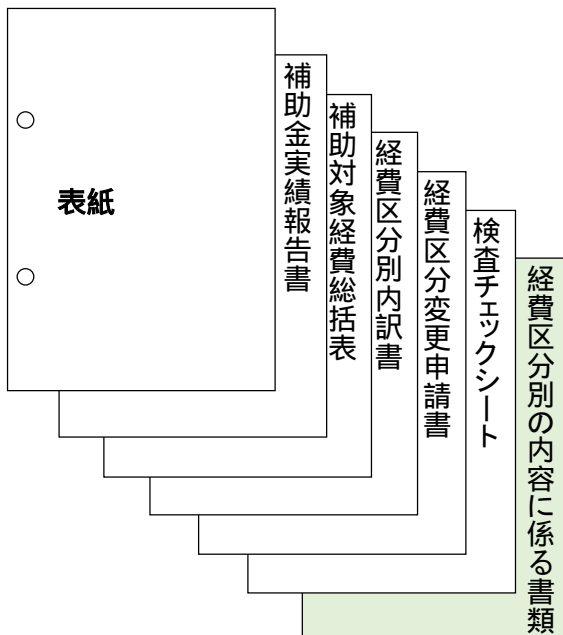 表紙
補助金実績報告書
補助対象経費総括表
経費区分別内訳書
経費区分変更申請書
検査チェックシート
経費区分別の内容に係る書類